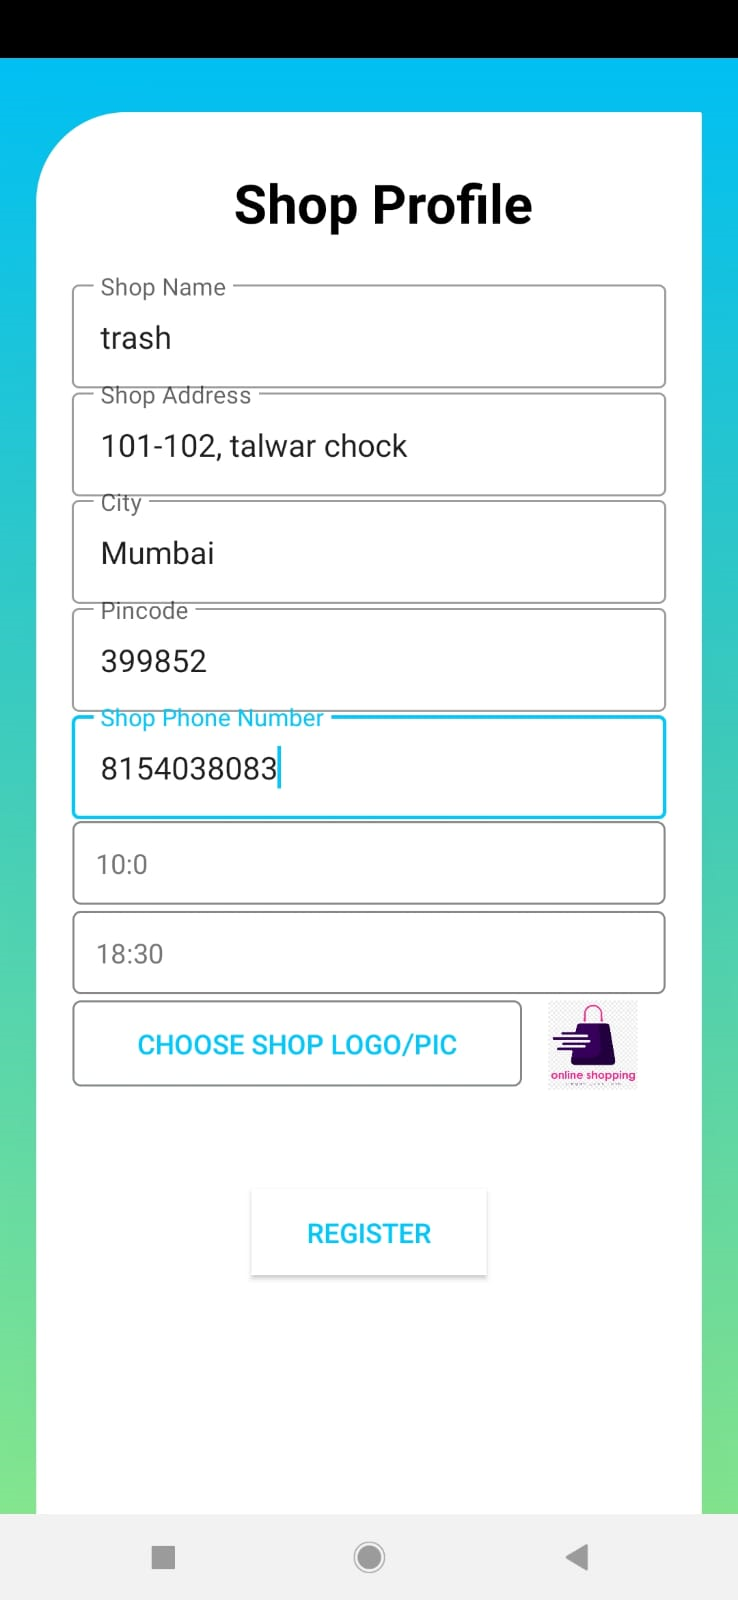 Shop Profile
Shop Name
trash
Shop Address
101-102, talwar chock
City
Mumbai
Pincode
399852
Shop Phone Number
8154038083
10:0
18:30
CHOOSE SHOP LOGO/PIC
online shopping
REGISTER